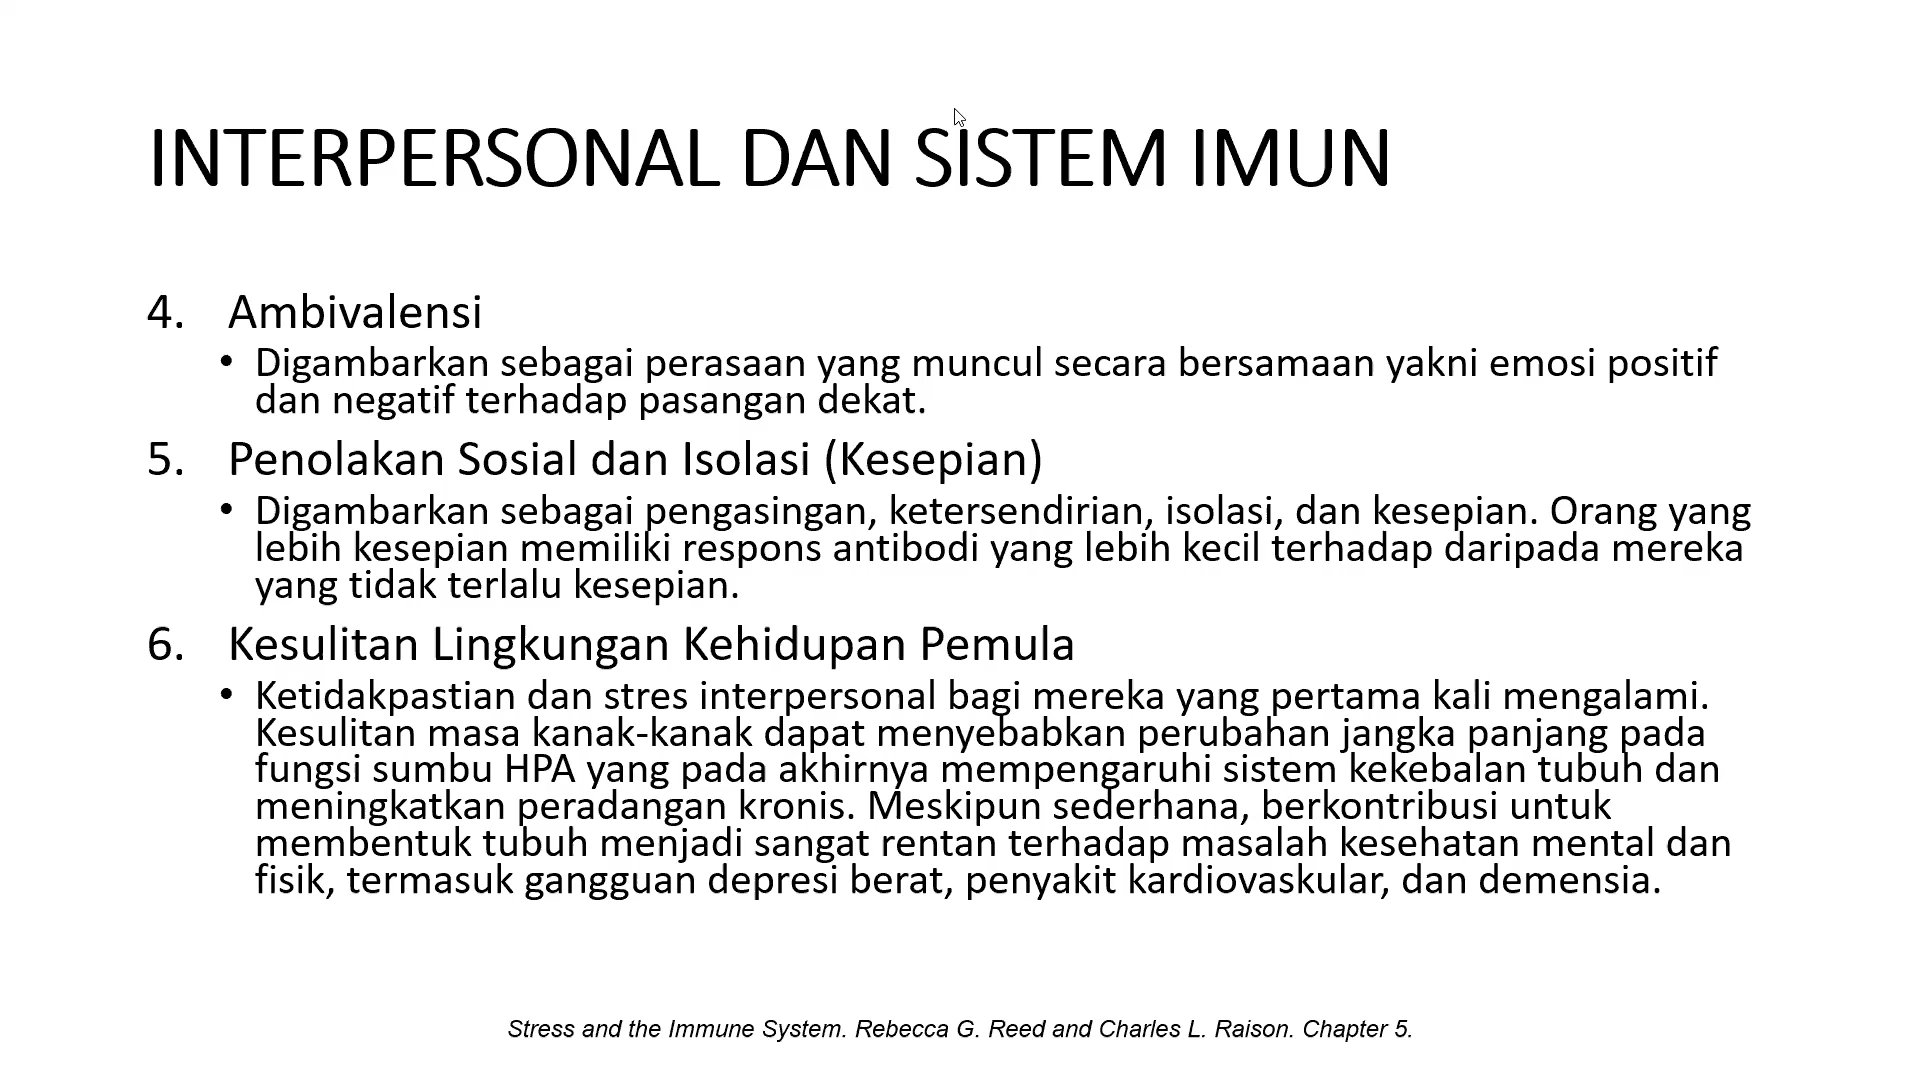 INTERPERSONAL DAN SISTEM IMUN
4. Ambivalensi
• Digambarkan sebagai perasaan yang muncul secara bersamaan yakni emosi positif
dan negatif terhadap pasangan dekat.
5. Penolakan Sosial dan Isolasi (Kesepian)
• Digambarkan sebagai pengasingan, ketersendirian, isolasi, dan kesepian. Orang yang
lebih kesepian memiliki respons antibodi yang lebih kecil terhadap daripada mereka
yang tidak terlalu kesepian.
6. Kesulitan Lingkungan Kehidupan Pemula
• Ketidakpastian dan stres interpersonal bagi mereka yang pertama kali mengalami.
Kesulitan masa kanak-kanak dapat menyebabkan perubahan jangka panjang pada
fungsi sumbu HPA yang pada akhirnya mempengaruhi sistem kekebalan tubuh dan
meningkatkan peradangan kronis. Meskipun sederhana, berkontribusi untuk
membentuk tubuh menjadi sangat rentan terhadap masalah kesehatan mental dan
fisik, termasuk gangguan depresi berat, penyakit kardiovaskular, dan demensia.
Stress and the Immune System. Rebecca G. Reed and Charles L. Raison. Chapter 5.